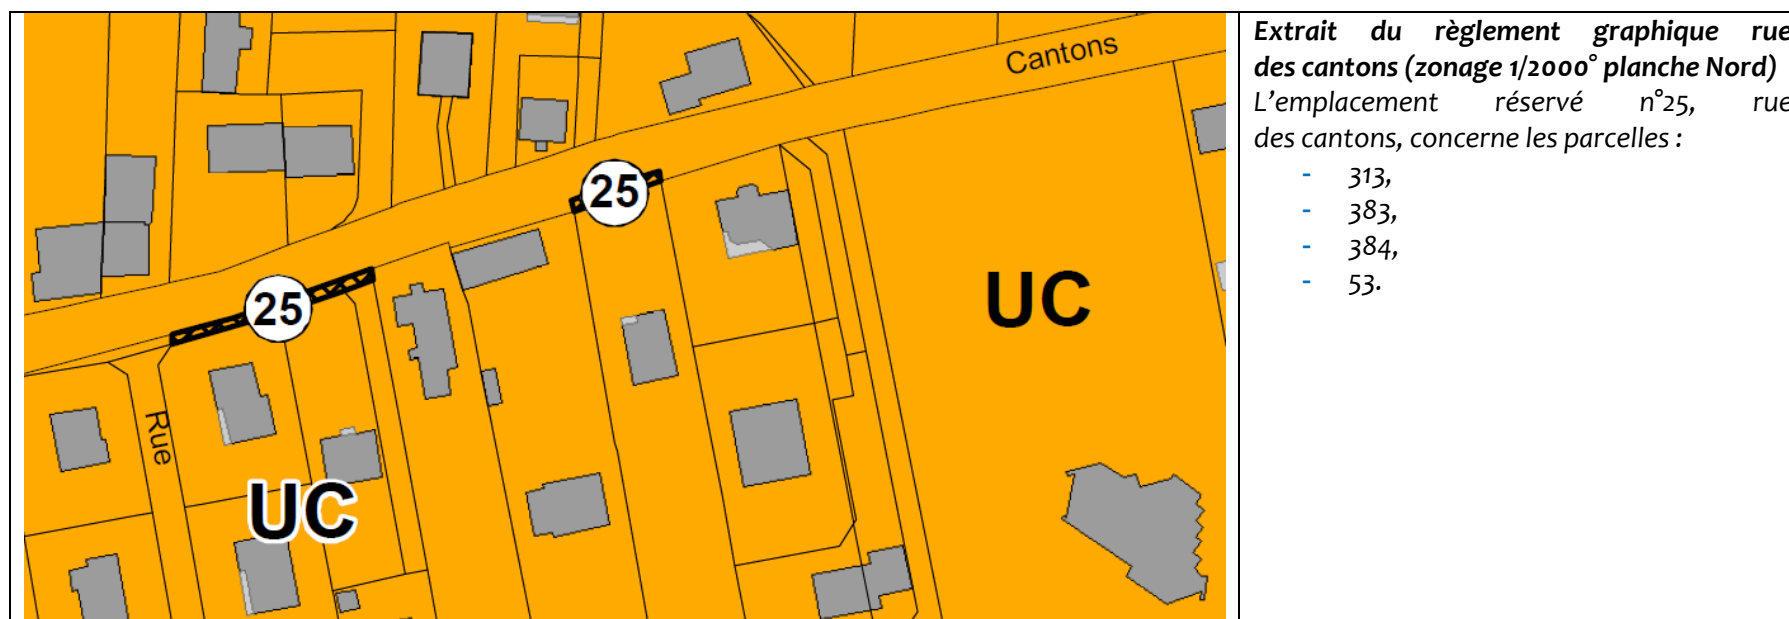 Cantons
25
25
UC
Rue
UC
Extrait du règlement graphique rue
des cantons (zonage 1/2000° planche Nord)
L’emplacement réservé n°25, rue
des cantons, concerne les parcelles :
- 313,
- 383,
- 384,
- 53.